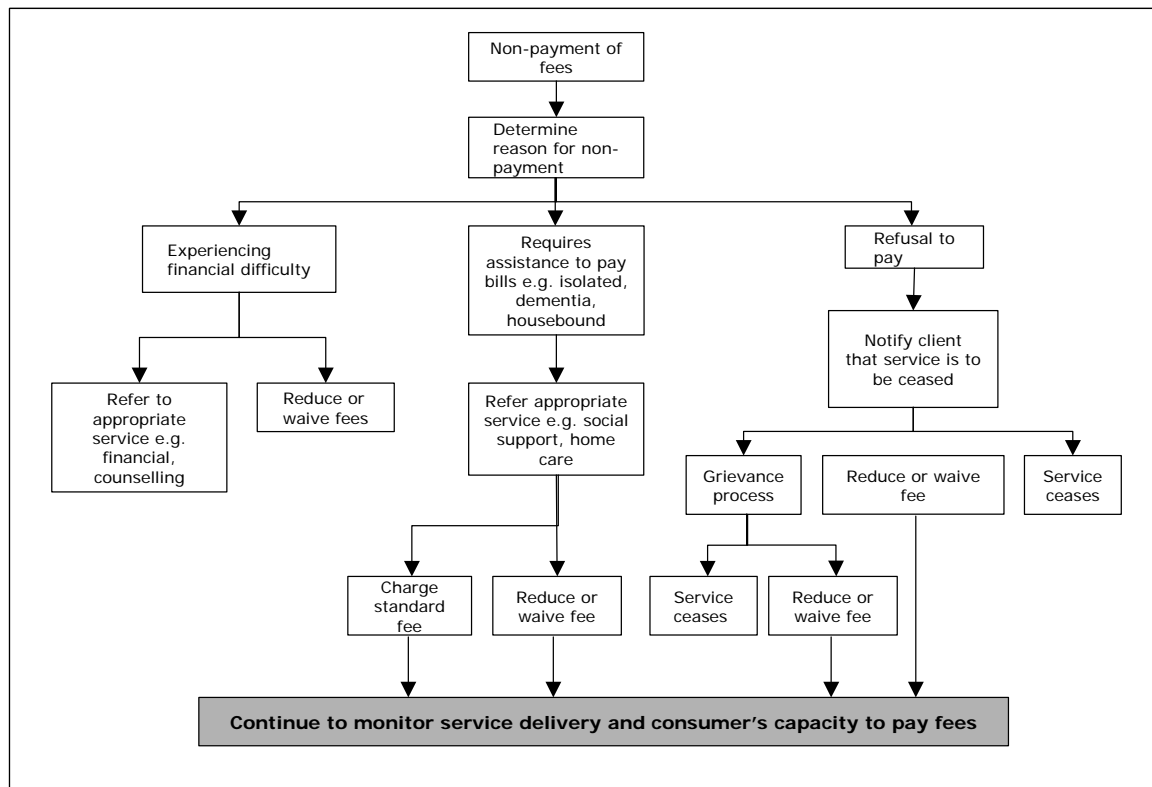 Non-payment of
fees
Determine
reason for non-
payment
Experiencing
financial difficulty
Requires
assistance to pay
bills e.g. isolated,
dementia,
housebound
Refusal to
pay
Notify client
that service is to
be ceased
Refer to
appropriate
service e.g.
financial,
counselling
Reduce or
waive fees
Refer appropriate
service e.g. social
support, home
care
Grievance
process
Reduce or waive
fee
Service
ceases
Charge
standard
fee
Reduce or
waive fee
Service
ceases
Reduce or
waive fee
Continue to monitor service delivery and consumer's capacity to pay fees